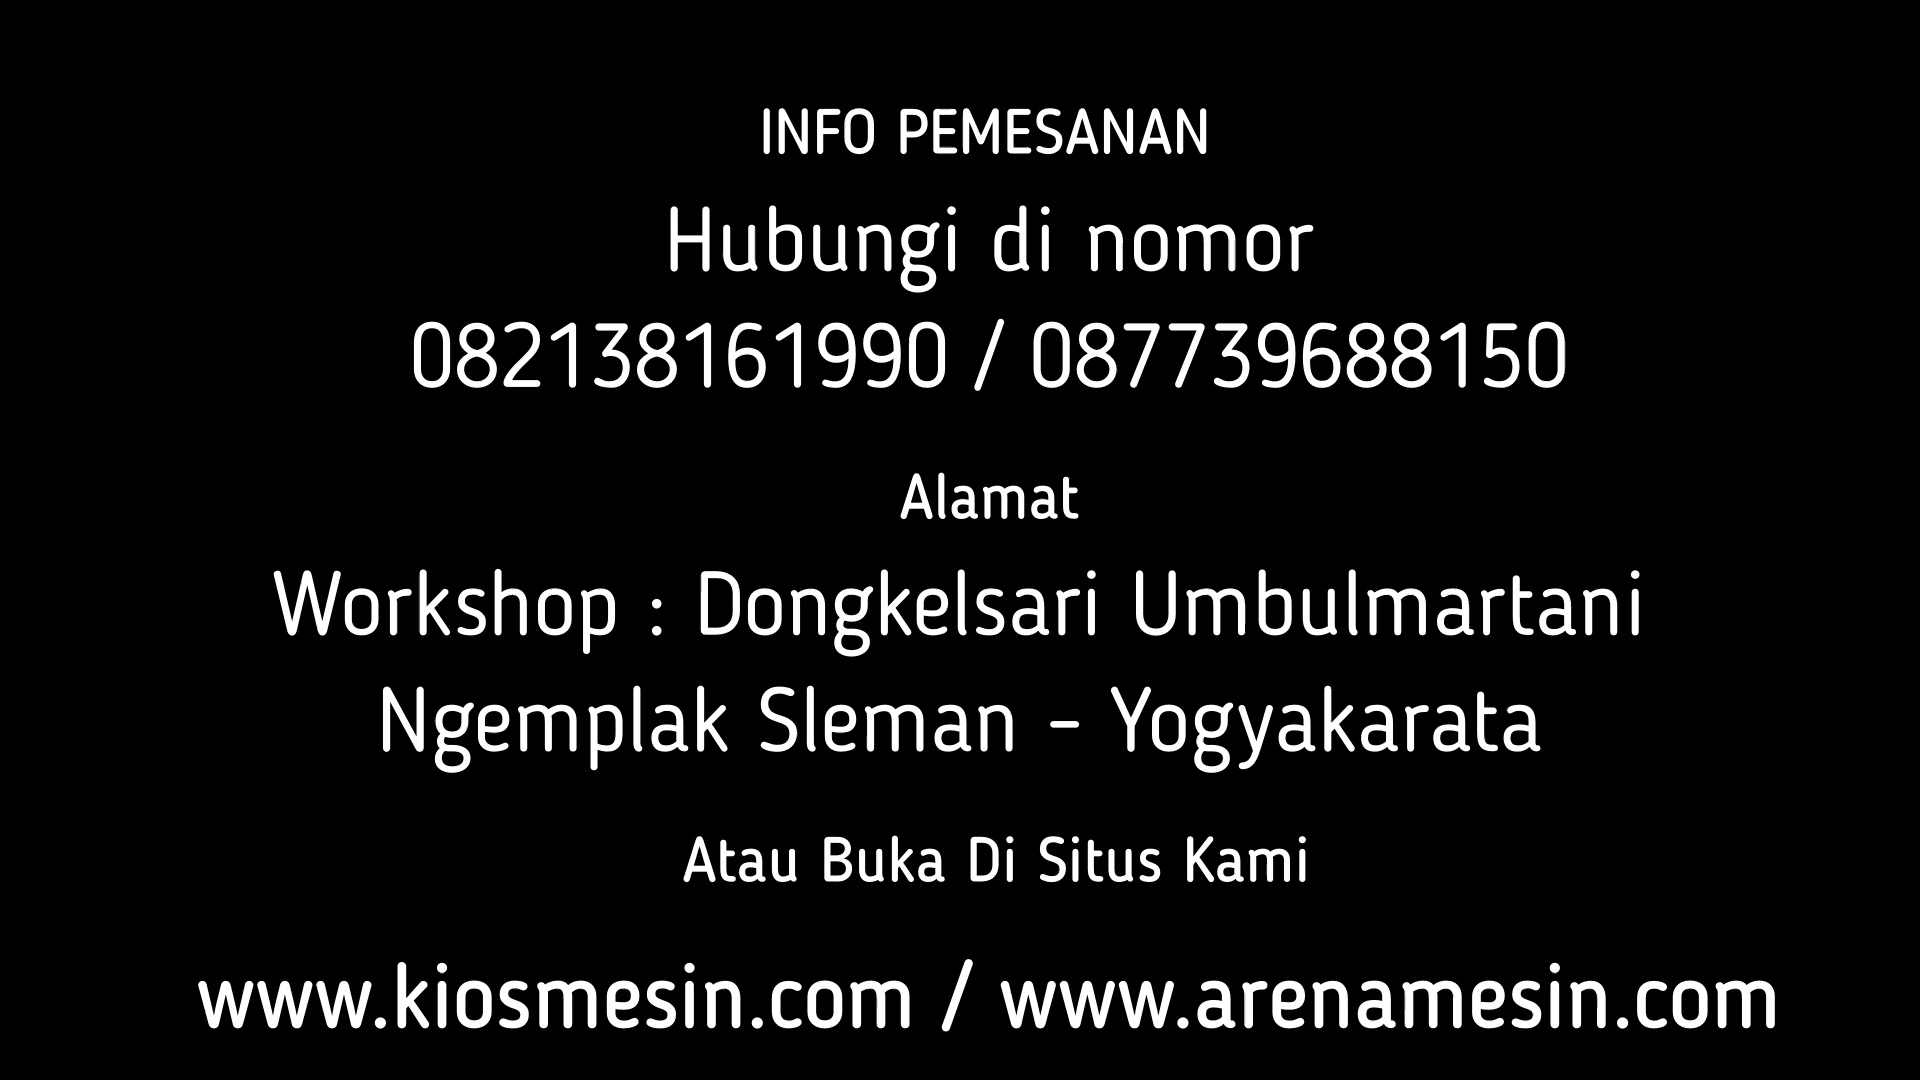 INFO PEMESANAN
Hubungi di nomor
082138161990 / 087739688150
Alamat
Workshop : Dongkelsari Umbulmartani
Ngemplak Sleman - Yogyakarata
Atau Buka Di Situs Kami
www.kiosmesin.com / www.arenamesin.com